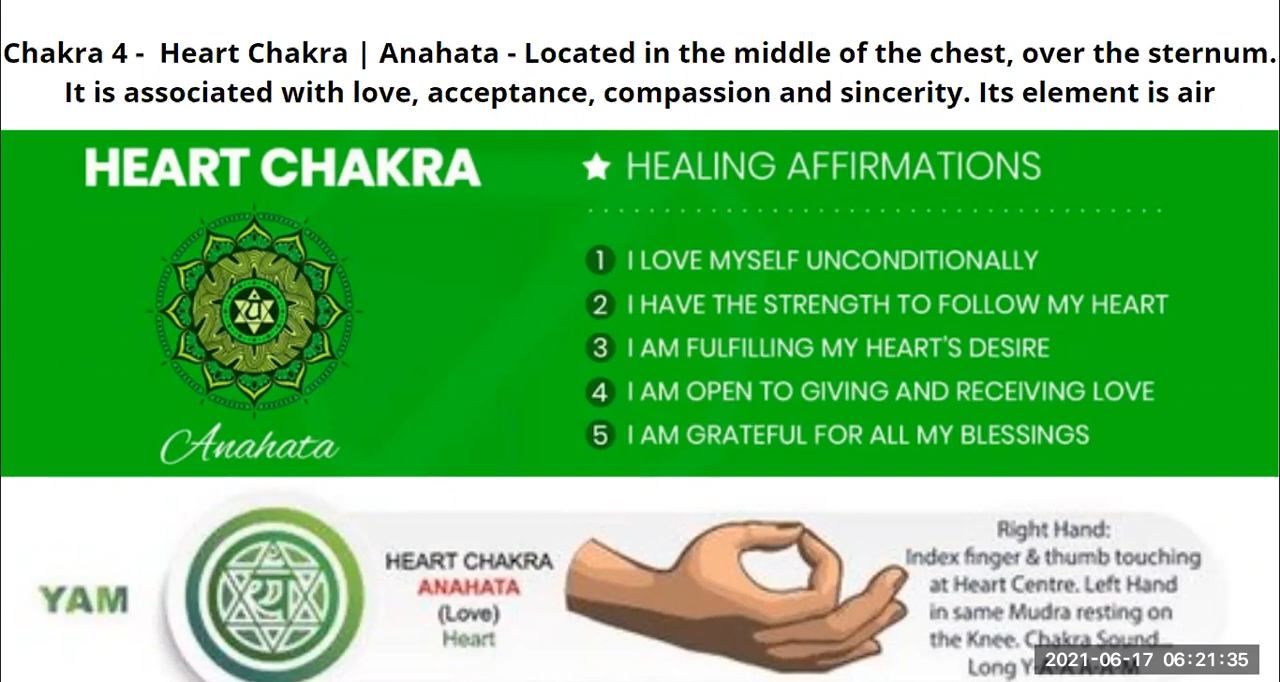 Chakra 4 - Heart Chakra | Anahata - Located in the middle of the chest, over the sternum.
It is associated with love, acceptance, compassion and sincerity. Its element is air
HEART CHAKRA
यं
Anahata
HEALING AFFIRMATIONS
1 I LOVE MYSELF UNCONDITIONALLY
2 I HAVE THE STRENGTH TO FOLLOW MY HEART
3 I AM FULFILLING MY HEART'S DESIRE
4 I AM OPEN TO GIVING AND RECEIVING LOVE
5 I AM GRATEFUL FOR ALL MY BLESSINGS
YAM
यं
HEART CHAKRA
ANAHATA
(Love)
Heart
Right Hand:
Index finger & thumb touching
at Heart Centre. Left Hand
in same Mudra resting on
the Knee. Chakra Sound
Long
2021-06-17 06:21:35